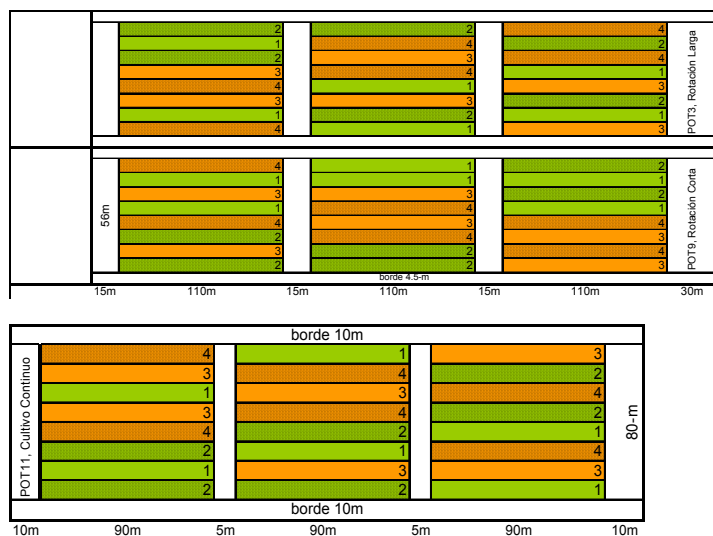 2 2 4
1 4 2
2 3 4
3 4 1
4 1 3
3 3 2
1 2 1
4 1 3
POT3, Rotación Larga
4 1 2
1 1 1
3 3 2
1 4 1
4 3 4
2 4 3
3 2 4
2 2 3
56m
POT9, Rotación Corta
borde 4.5-m
15m 110m 15m 110m 15m 110m 30m
borde 10m
POT11, Cultivo Continuo
4 1 3
3 4 2
1 3 4
3 4 2
4 2 1
2 1 4
1 3 3
2 2 1
80-m
borde 10m
10m 90m 5m 90m 5m 90m 10m